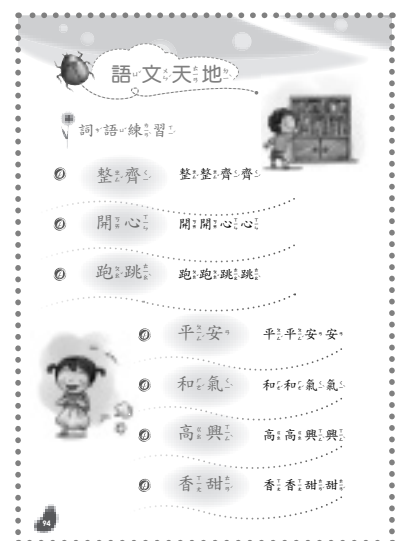 語文天地
詞語練習
整齊 整整齊齊
開心 開開心心
跑跳 跑跑跳跳
平安 平平安安
和氣 和和氣氣
高興 高高興興
香甜 香香甜甜
94